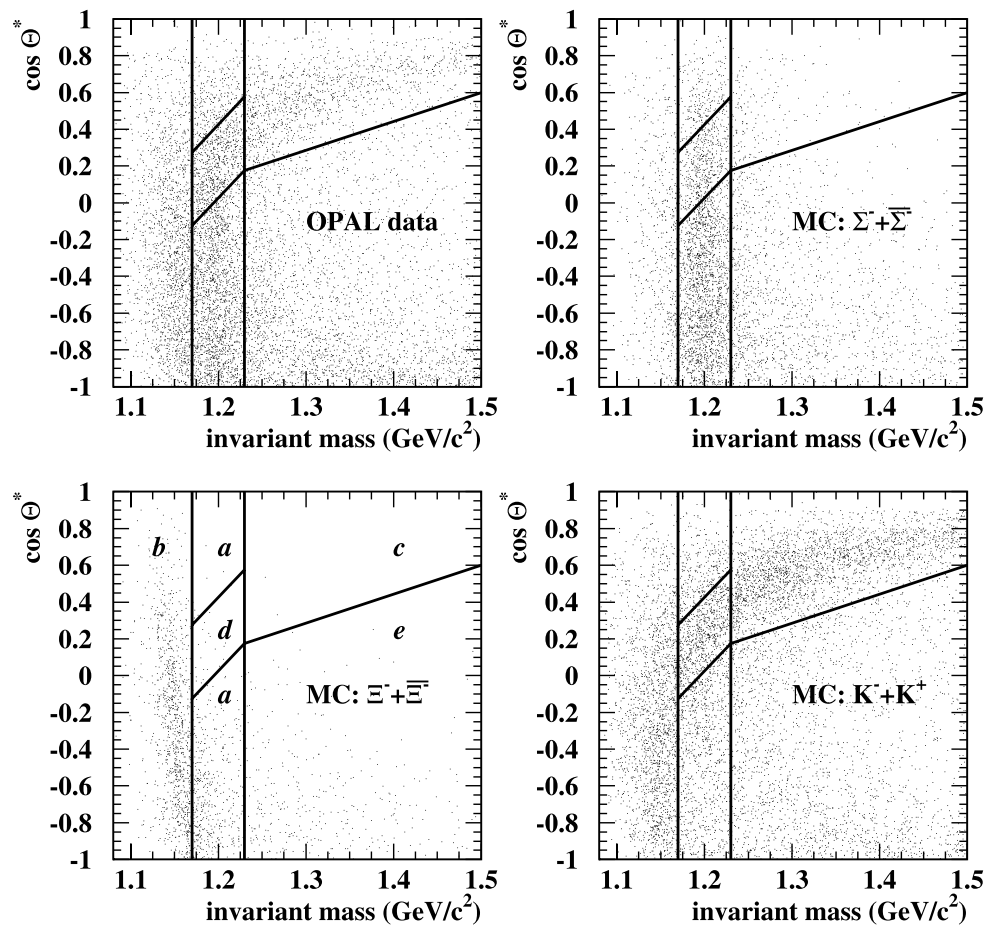 cos Θ*
1
0.8
0.6
0.4
0.2
0
-0.2
-0.4
-0.6
-0.8
-1
OPAL data
1.1 1.2 1.3 1.4 1.5
invariant mass (GeV/c²)
cos Θ*
1
0.8
0.6
0.4
0.2
0
-0.2
-0.4
-0.6
-0.8
-1
MC: Σ⁻+Σ̅⁻
1.1 1.2 1.3 1.4 1.5
invariant mass (GeV/c²)
cos Θ*
1
0.8
0.6
0.4
0.2
0
-0.2
-0.4
-0.6
-0.8
-1
b a c
d e
a MC: Ξ⁻+Ξ̅⁻
1.1 1.2 1.3 1.4 1.5
invariant mass (GeV/c²)
cos Θ*
1
0.8
0.6
0.4
0.2
0
-0.2
-0.4
-0.6
-0.8
-1
MC: K⁻+K⁺
1.1 1.2 1.3 1.4 1.5
invariant mass (GeV/c²)